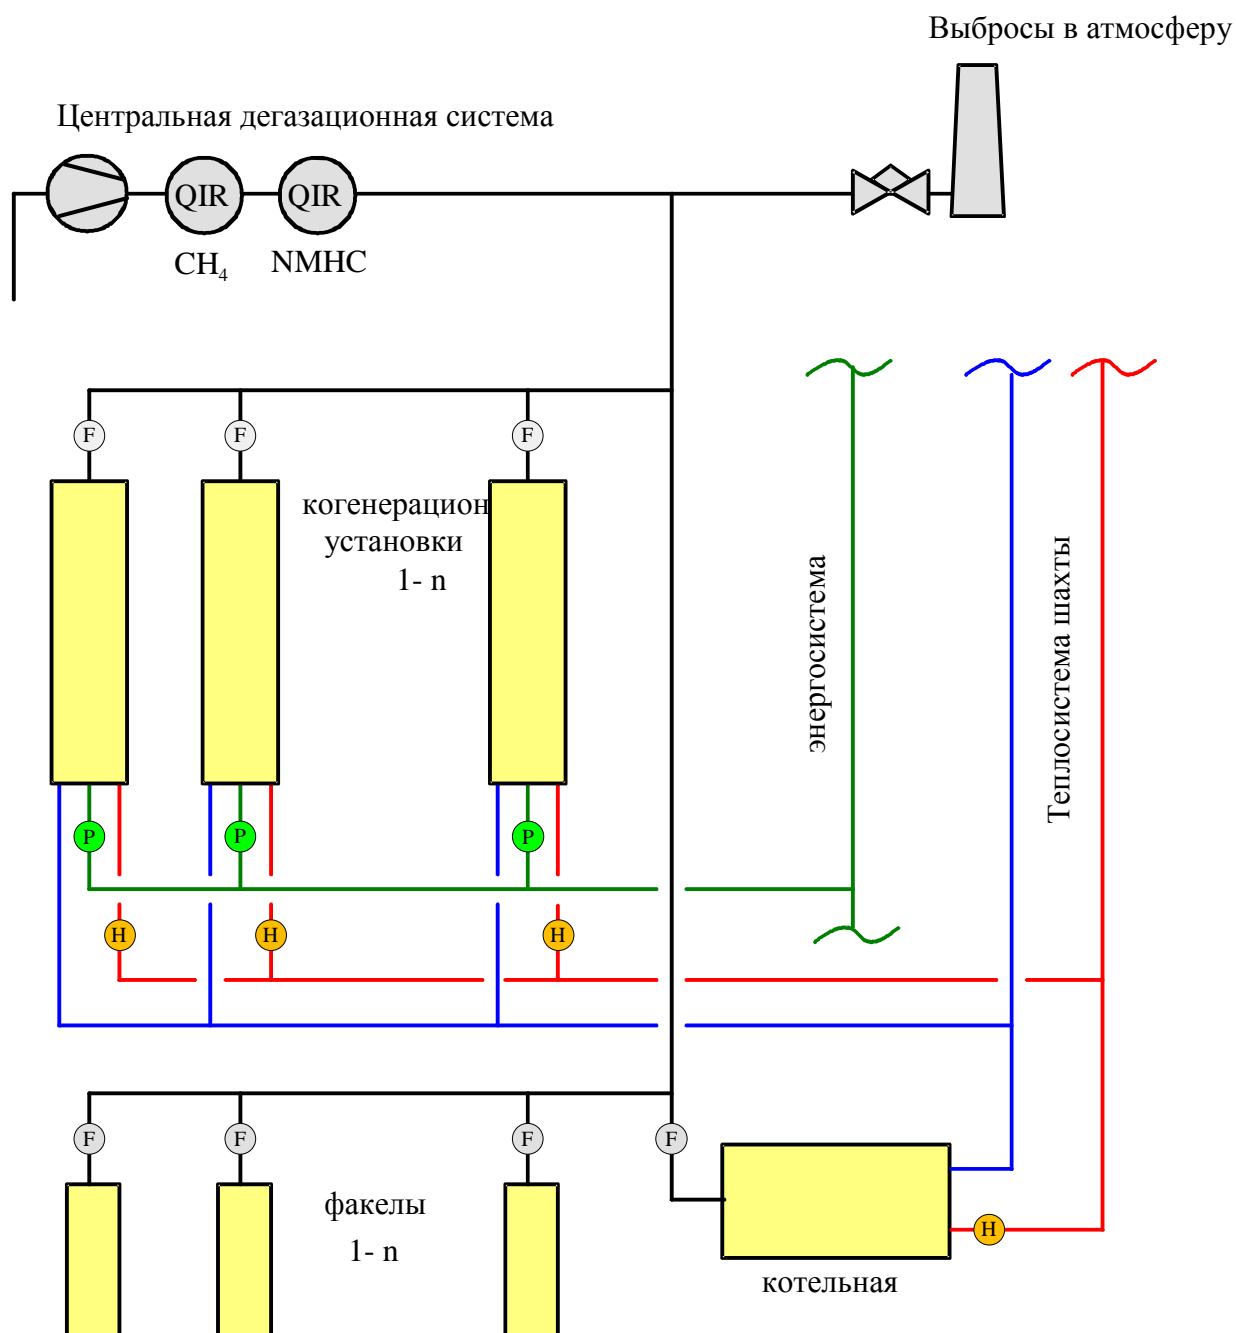 Выбросы в атмосферу
Центральная дегазационная система
QIR QIR
CH₄ NMHC
F F F
когенерацион
установки
1- n
энергосистема
Теплосистема шахты
P P P
H H H
F F F F
факелы
1- n
H
котельная